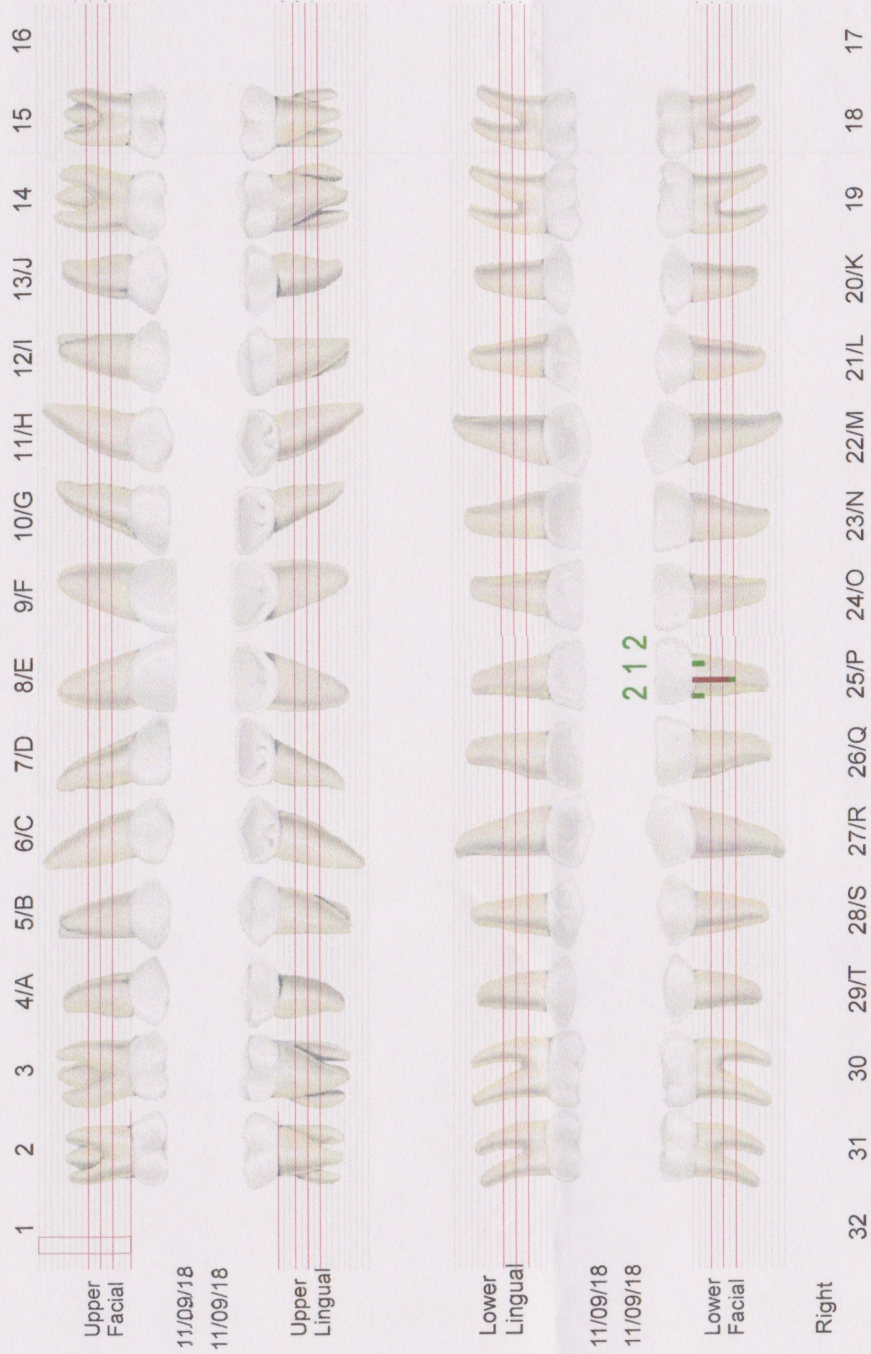 1 2 3 4/A 5/B 6/C 7/D 8/E 9/F 10/G 11/H 12/I 13/J 14 15 16
Upper
Facial
11/09/18
11/09/18
Upper
Lingual
Lower
Lingual
11/09/18
11/09/18
2 1 2
Lower
Facial
32 31 30 29/T 28/S 27/R 26/Q 25/P 24/O 23/N 22/M 21/L 20/K 19 18 17
Right